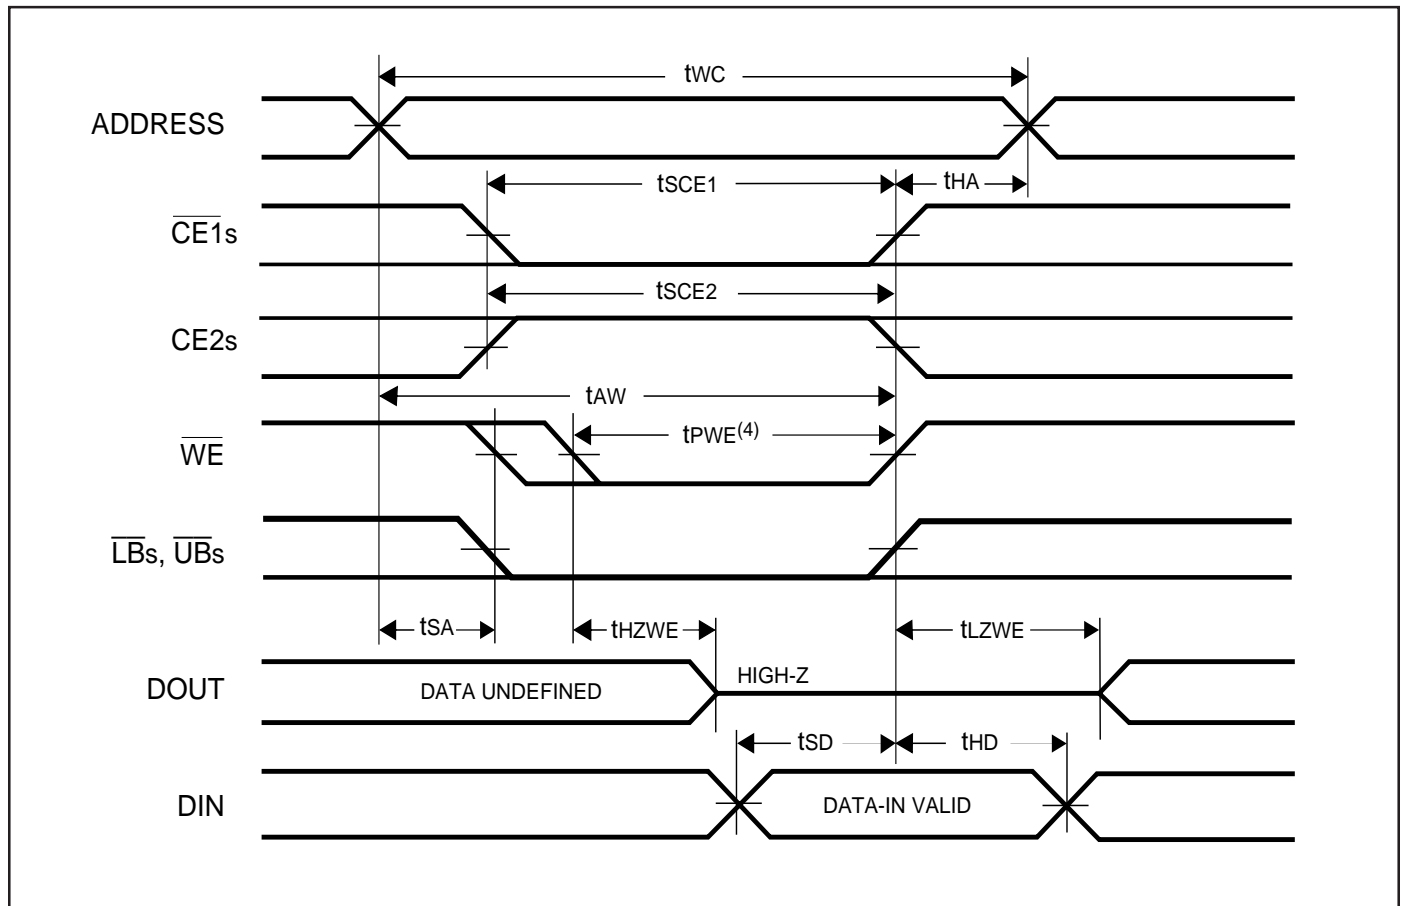 tWC
ADDRESS
tSCE1
tHA
CE1s
tSCE2
CE2s
tAW
tPWE(4)
WE
LBs, UBs
tSA
tHZWE
tLZWE
DOUT
DATA UNDEFINED
HIGH-Z
tSD
tHD
DIN
DATA-IN VALID